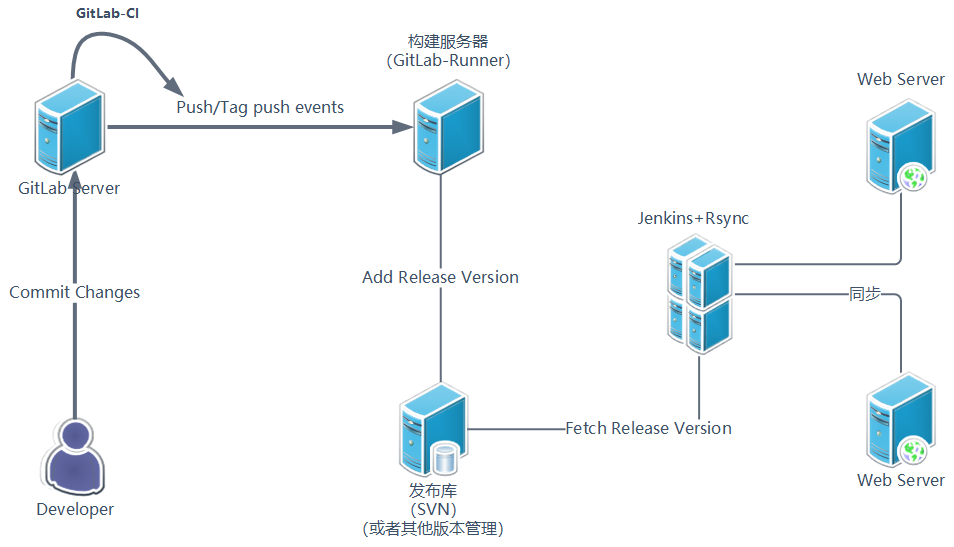 GitLab-CI
构建服务器
（GitLab-Runner）
Web Server
Push/Tag push events
GitLab Server
Jenkins+Rsync
Add Release Version
Commit Changes
同步
Fetch Release Version
Web Server
发布库
（SVN）
（或者其他版本管理）
Developer